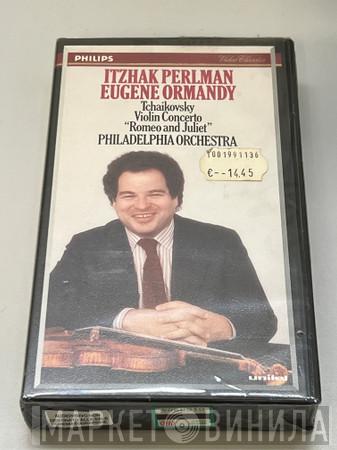 PHILIPS
Video Classics
ITZHAK PERLMAN
EUGENE ORMANDY
Tchaikovsky
Violin Concerto
"Romeo and Juliet"
PHILADELPHIA ORCHESTRA
1001991136
€--14.45
united
МАРКЕТ ВИНИЛА